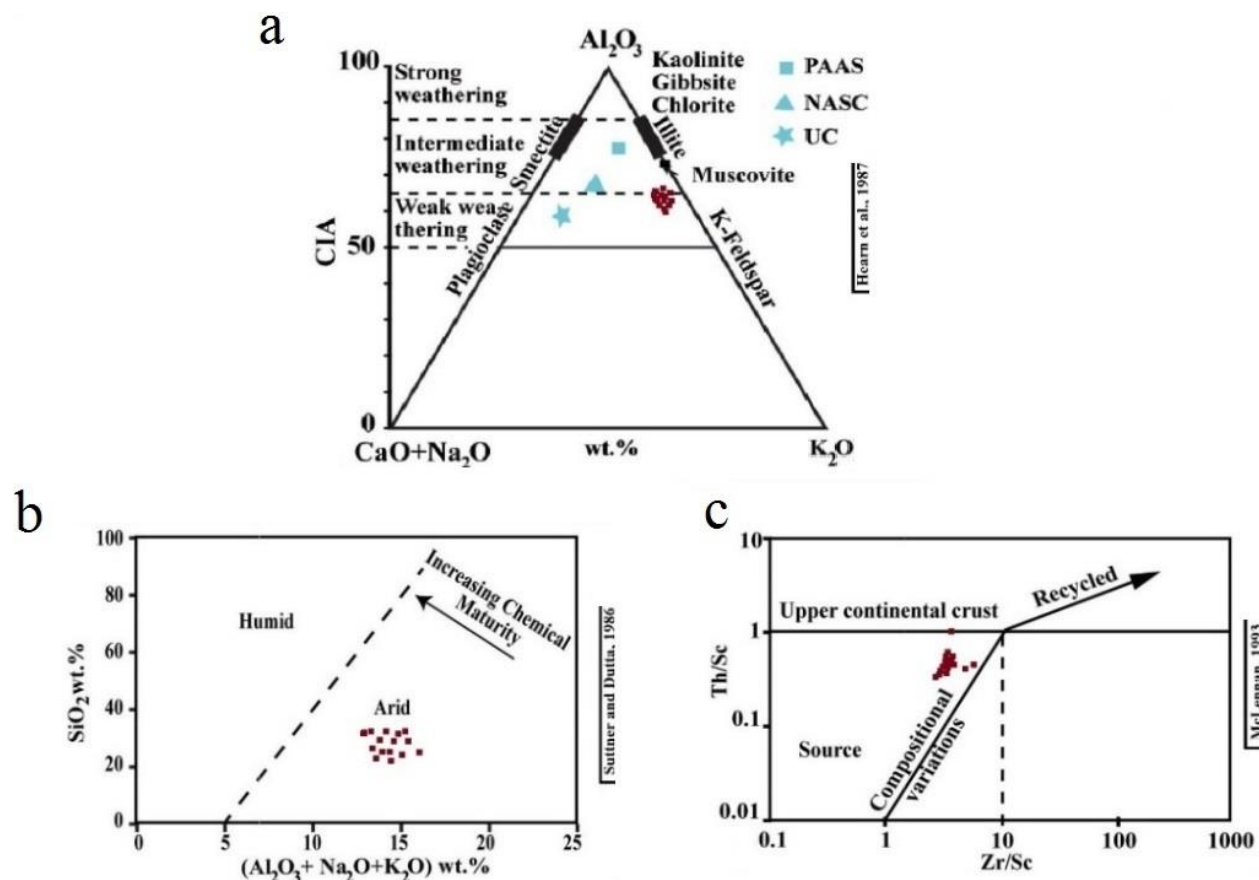 a
Al₂O₃
100
Strong
weathering
Kaolinite
Gibbsite
Chlorite
PAAS
NASC
UC
Intermediate
weathering
Smectite
Illite
Muscovite
Weak wea-
thering
CIA
50
Plagioclase
K-Feldspar
Hearn et al., 1987
0
CaO+Na₂O
wt.%
K₂O
b
100
80
60
40
20
0
SiO₂ wt.%
Humid
Increasing Chemical
Maturity
Arid
Suttner and Dutta, 1986
0 5 10 15 20 25
(Al₂O₃+ Na₂O+K₂O) wt.%
c
10
1
0.1
0.01
Th/Sc
Upper continental crust
Recycled
Source
Compositional
variations
McLennan, 1993
0.1 1 10 100 1000
Zr/Sc